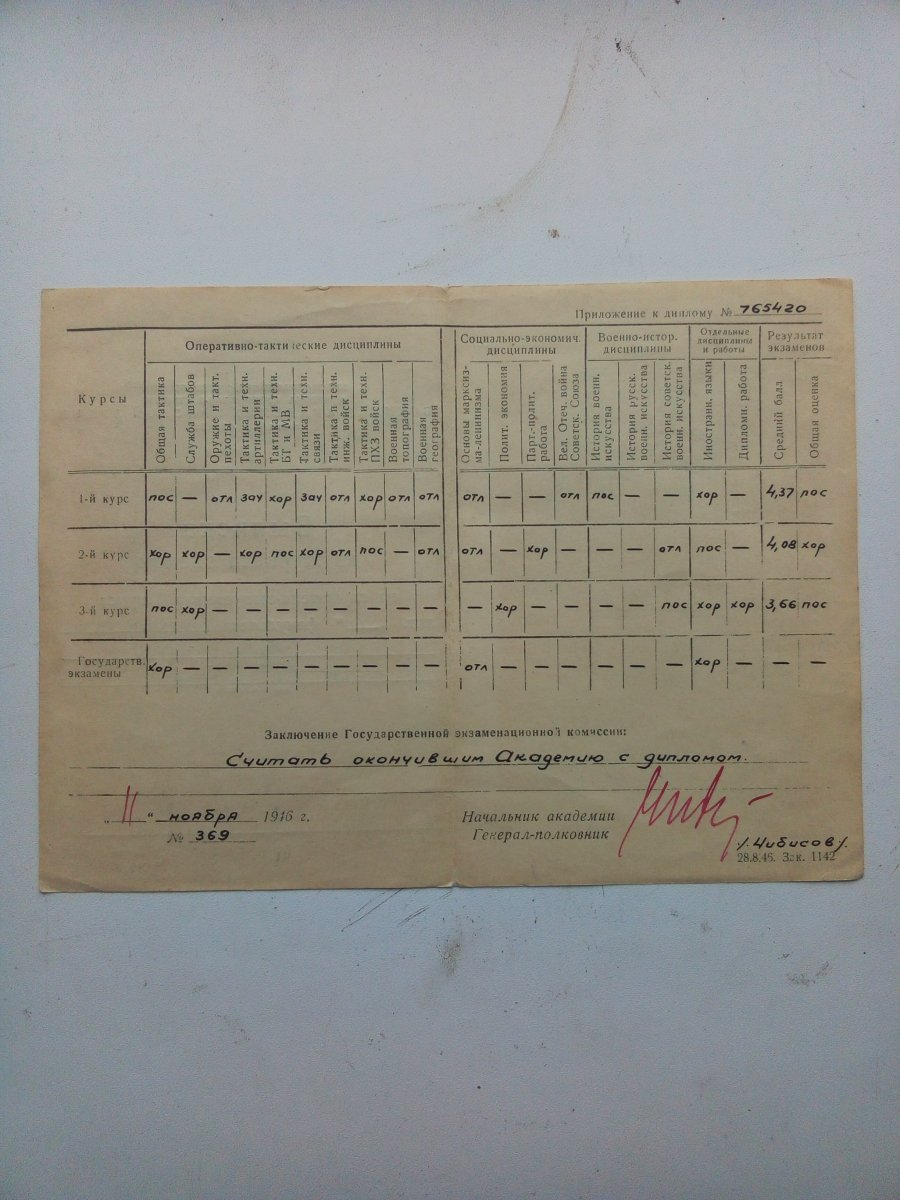 Приложение к диплому № 765420
Курсы
Оперативно-тактические дисциплины
Социально-экономич. дисциплины
Военно-истор. дисциплины
Отдельные дисциплины и работы
Результат экзаменов
Общая тактика
Служба штабов
Оружие и такт. пехоты
Тактика и техн. артиллерии
Тактика и техн. БТ и МВ
Тактика и техн. связи
Тактика и техн. инж. войск
Тактика и техн. ПХЗ войск
Военная топография
Военная география
Основы марксиз- ма-ленинизма
Полит. экономия
Парт.-полит. работа
Вел. Отеч. война Советск. Союза
История воен. искусства
История русск. воен. искусства
История советск. военн. искусства
Иностранн. языки
Дипломн. работа
Средний балл
Общая оценка
1-й курс пос — отл зач хор зач отл хор отл отл отл — — отл пос — — хор — 4,37 пос
2-й курс хор хор — хор пос хор отл пос — отл отл — хор — — — отл пос — 4,08 хор
3-й курс пос хор — — — — — — — — — хор — — — — пос хор хор 3,66 пос
Государств. экзамены хор — — — — — — — — — отл — — — — — — хор — — —
Заключение Государственной экзаменационной комиссии:
Считать окончившим Академию с дипломом.
„11" ноября 1946 г.
№ 369
Начальник академии
Генерал-полковник
/Чибисов/.
28.8.46. Зак. 1142